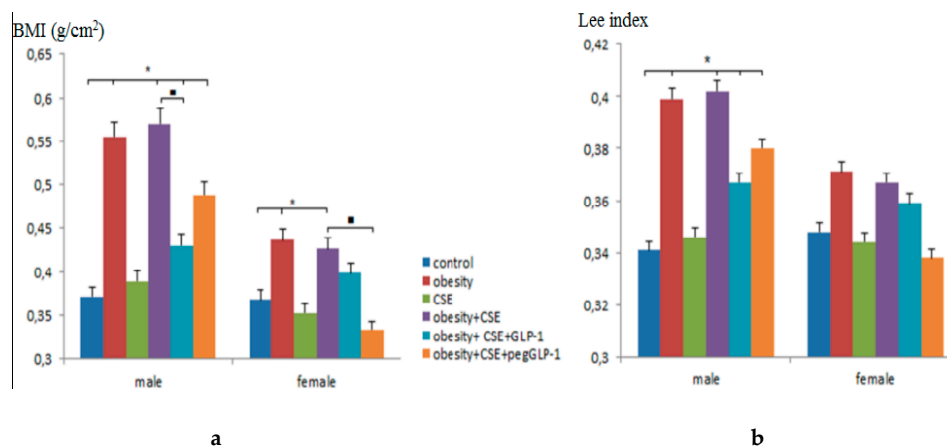 BMI (g/cm²)
0,65
0,6
0,55
0,5
0,45
0,4
0,35
0,3
*
■
*
■
male
female
control
obesity
CSE
obesity+CSE
obesity+ CSE+GLP-1
obesity+CSE+pegGLP-1
a
Lee index
0,42
0,4
0,38
0,36
0,34
0,32
0,3
*
male
female
b